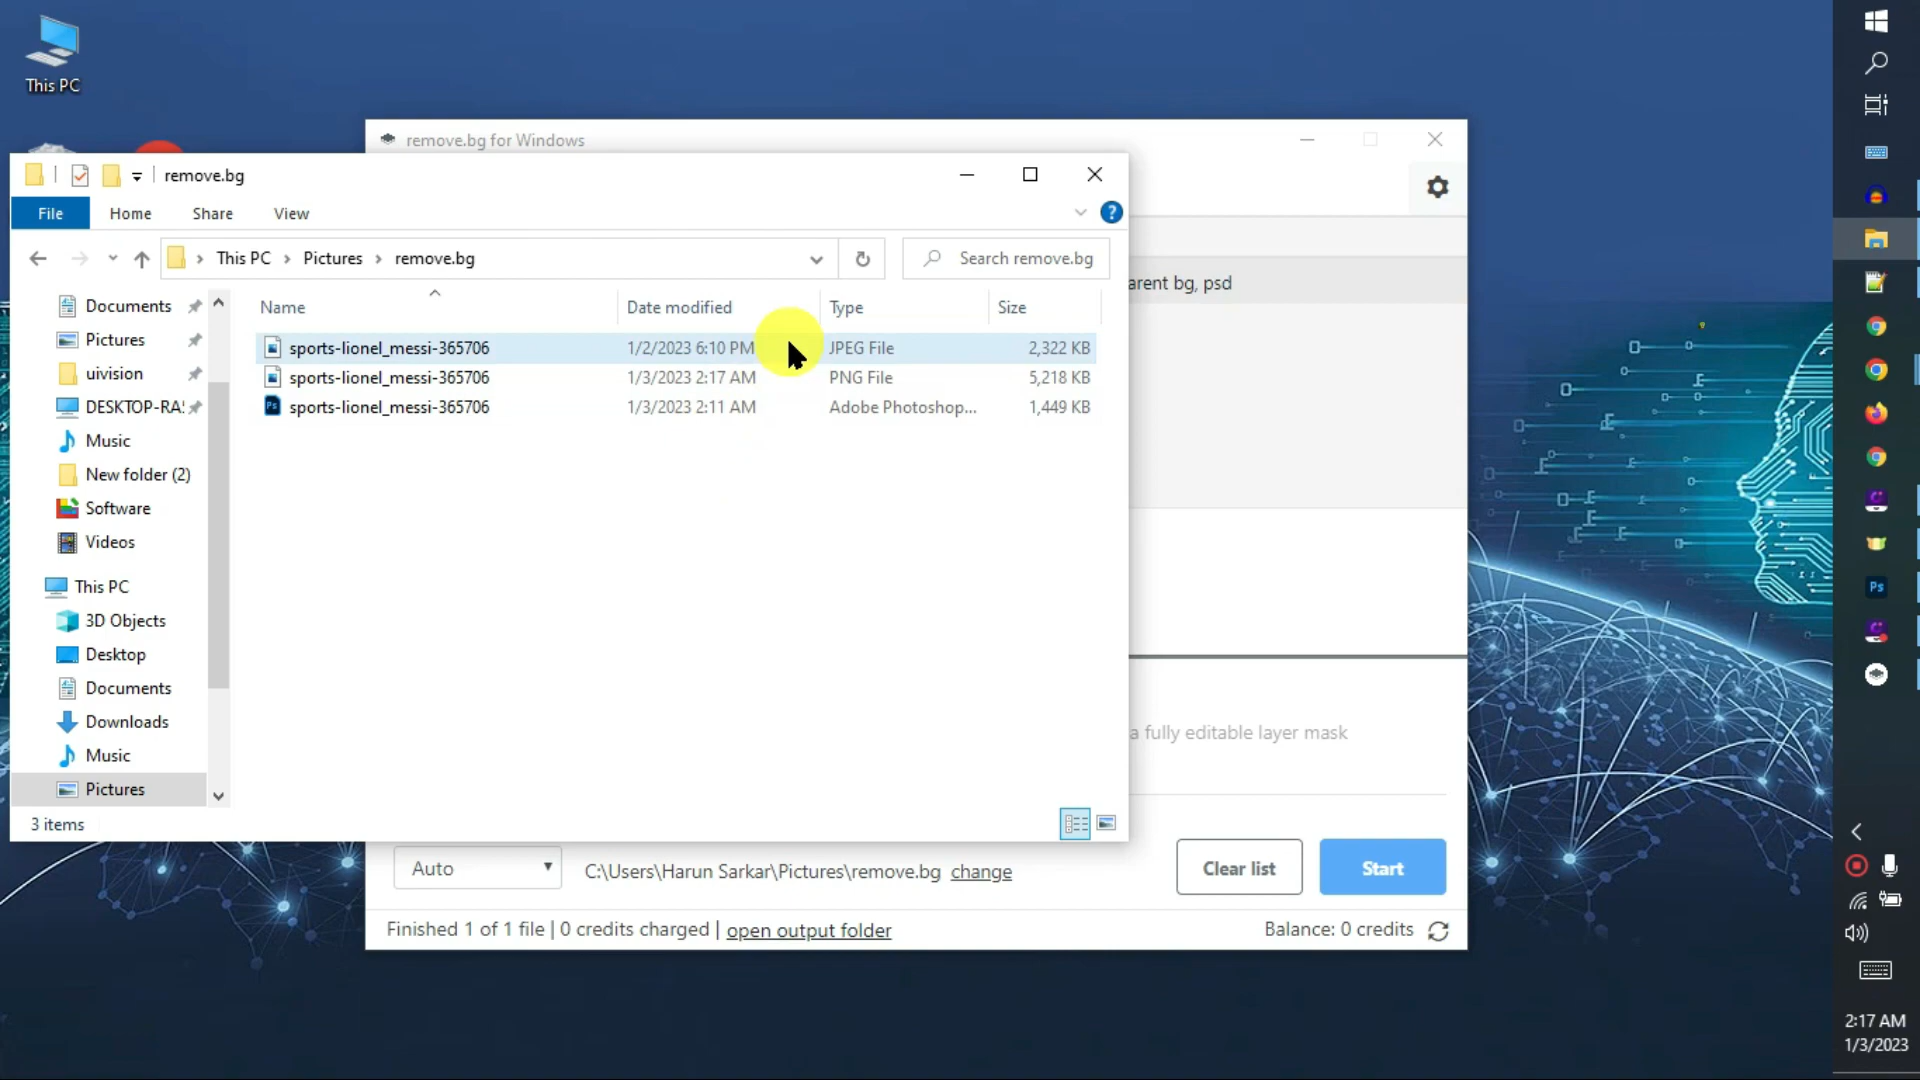 This PC
remove.bg for Windows
remove.bg
File
Home
Share
View
?
This PC
Pictures
remove.bg
Search remove.bg
Documents
Pictures
uivision
DESKTOP-RA
Music
New folder (2)
Software
Videos
This PC
3D Objects
Desktop
Documents
Downloads
Music
Pictures
Name
Date modified
Type
Size
sports-lionel_messi-365706 1/2/2023 6:10 PM JPEG File 2,322 KB
sports-lionel_messi-365706 1/3/2023 2:17 AM PNG File 5,218 KB
Ps sports-lionel_messi-365706 1/3/2023 2:11 AM Adobe Photoshop... 1,449 KB
3 items
arent bg, psd
a fully editable layer mask
Auto
C:\Users\Harun Sarkar\Pictures\remove.bg change
Clear list
Start
Finished 1 of 1 file | 0 credits charged | open output folder
Balance: 0 credits
Ps
2:17 AM
1/3/2023